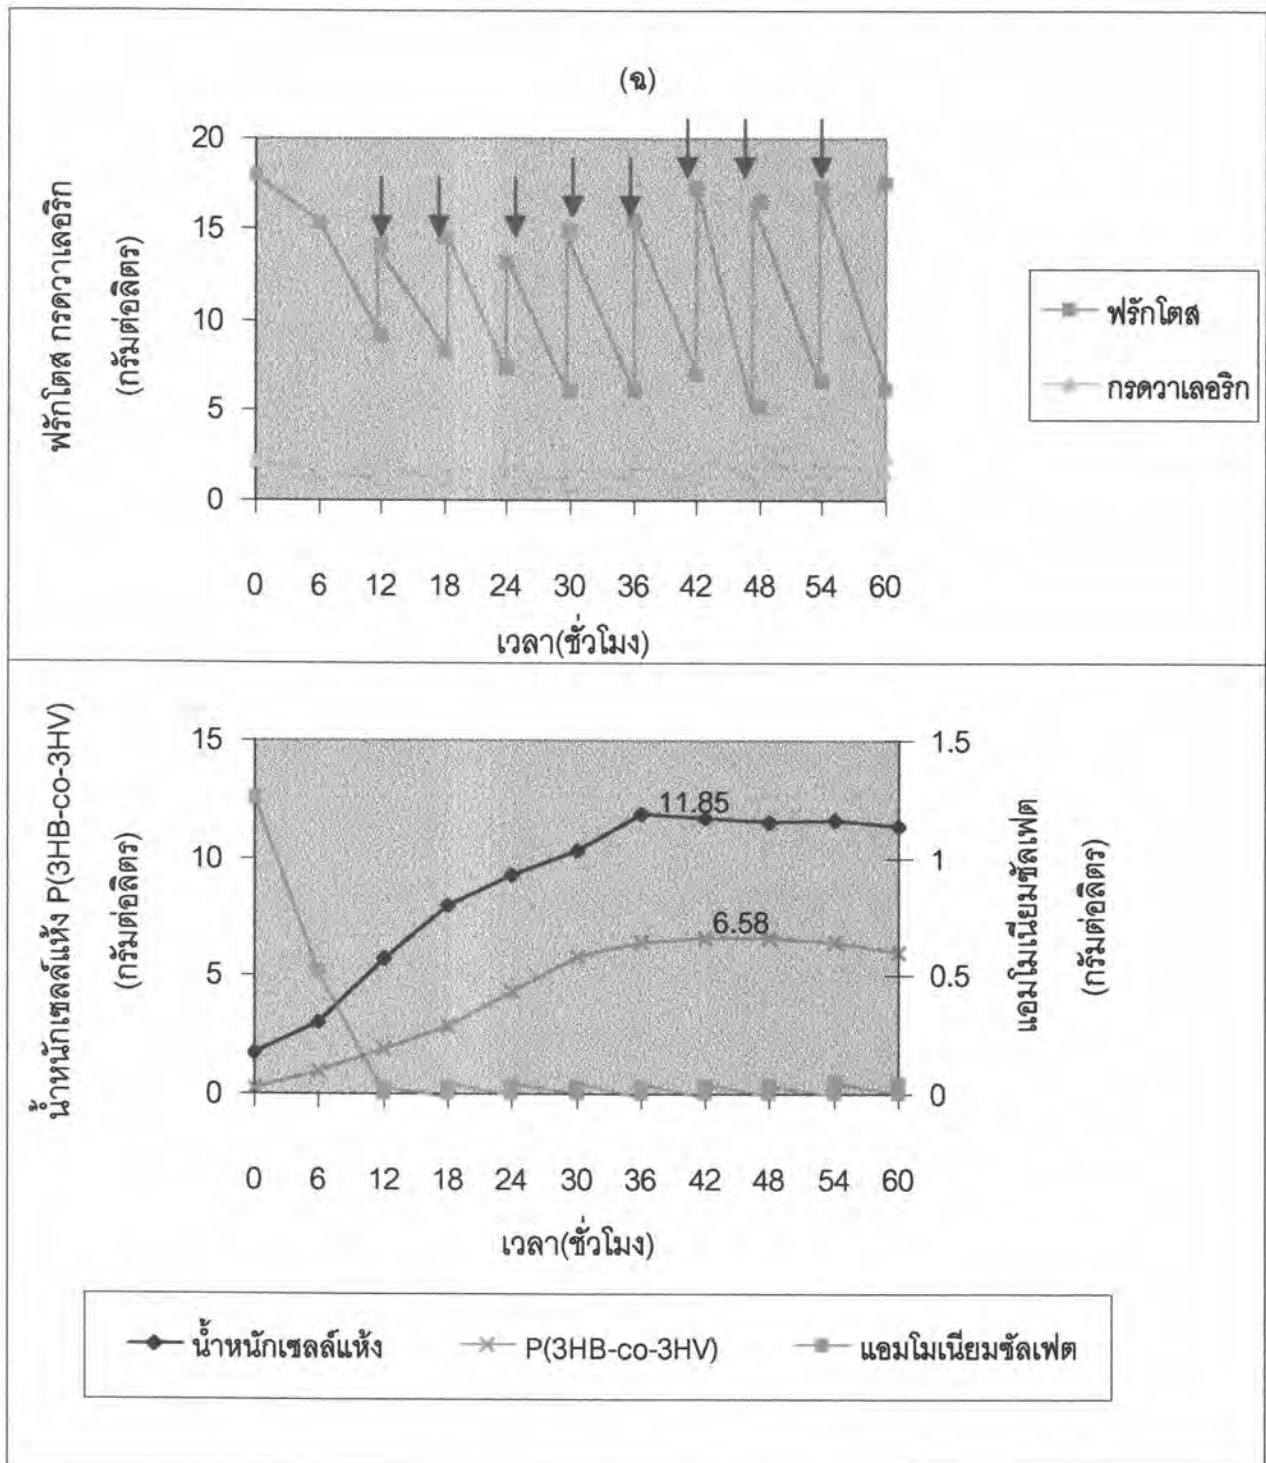 (ฉ)
ฟรักโตส กรดวาเลอริก
(กรัมต่อลิตร)
20
15
10
5
0
0 6 12 18 24 30 36 42 48 54 60
เวลา(ชั่วโมง)
ฟรักโตส
กรดวาเลอริก
น้ำหนักเซลล์แห้ง P(3HB-co-3HV)
(กรัมต่อลิตร)
15
10
5
0
11.85
6.58
1.5
1
0.5
0
แอมโมเนียมซัลเฟต
(กรัมต่อลิตร)
0 6 12 18 24 30 36 42 48 54 60
เวลา(ชั่วโมง)
น้ำหนักเซลล์แห้ง P(3HB-co-3HV) แอมโมเนียมซัลเฟต